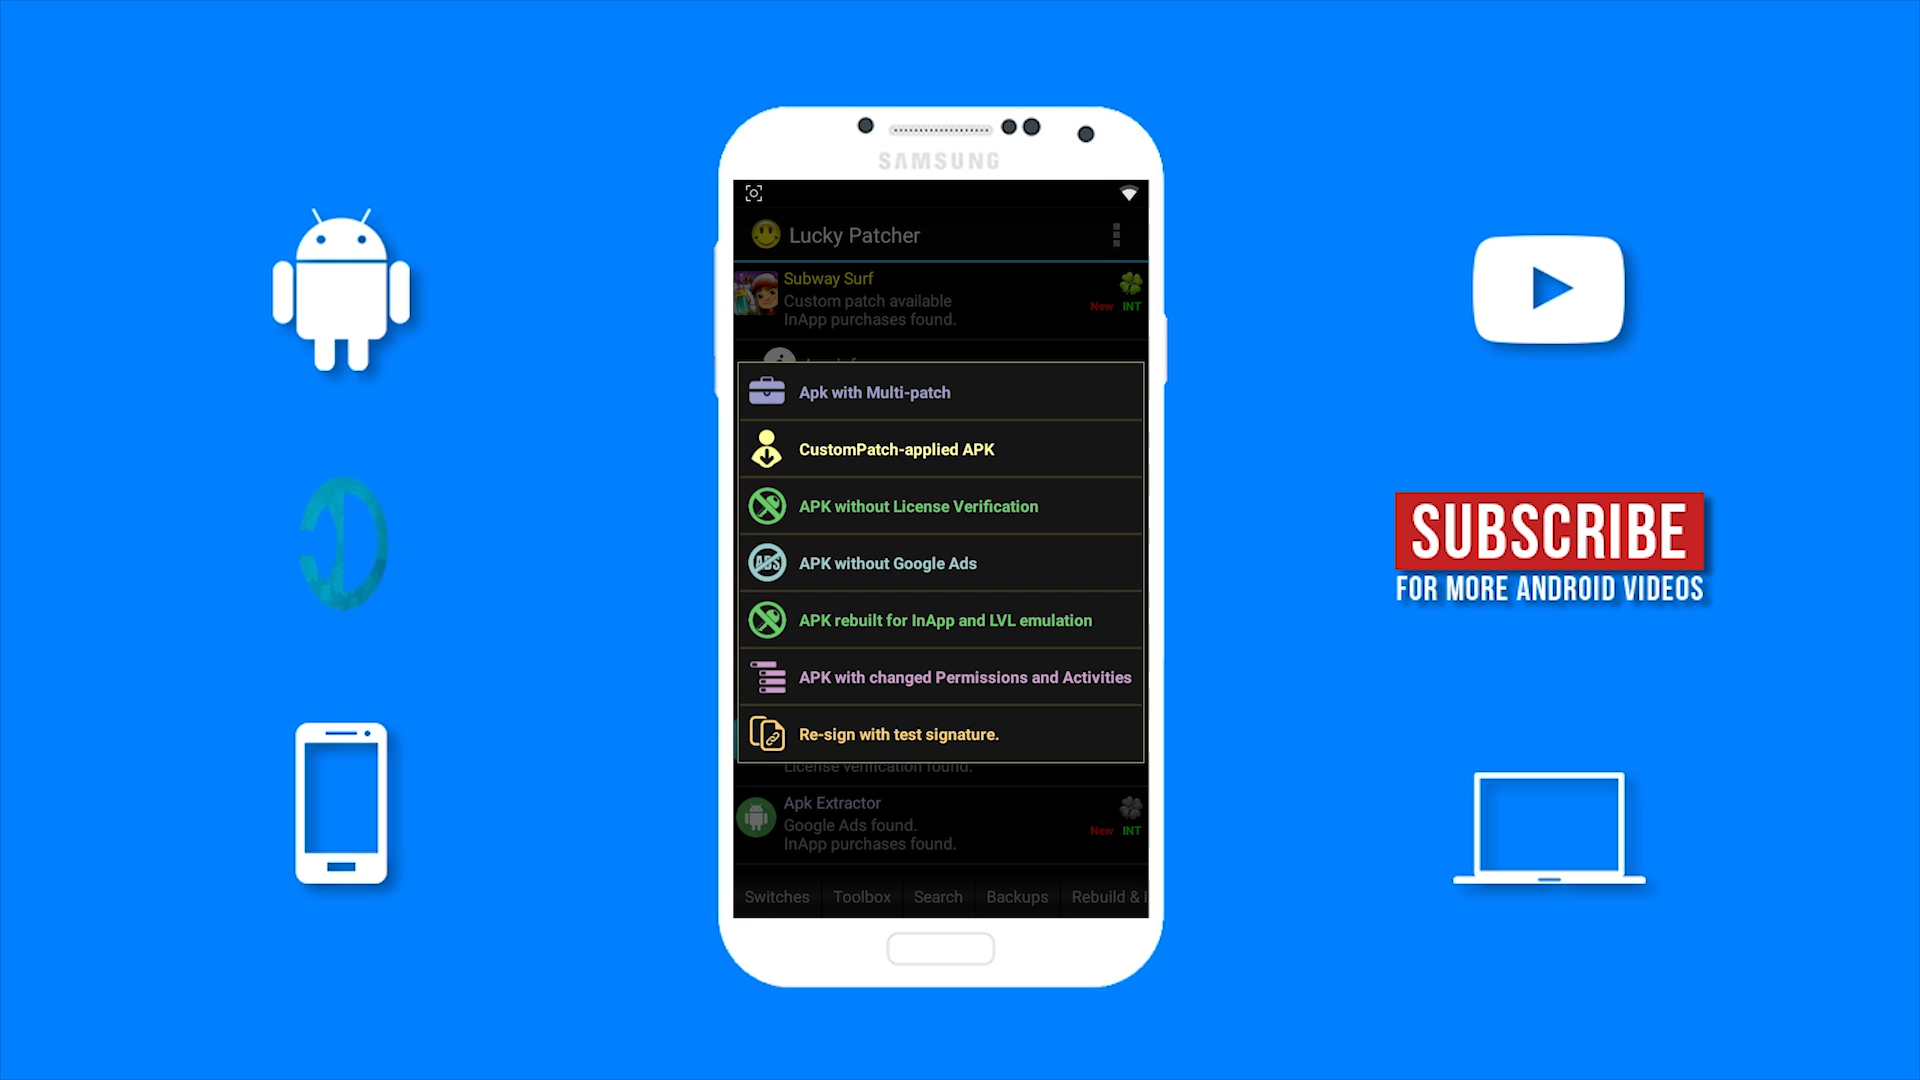 SAMSUNG
Lucky Patcher
Subway Surf
Custom patch available
New INT
InApp purchases found.
Apk with Multi-patch
CustomPatch-applied APK
APK without License Verification
ADS
APK without Google Ads
APK rebuilt for InApp and LVL emulation
APK with changed Permissions and Activities
Re-sign with test signature.
License verification found.
Apk Extractor
Google Ads found.
New INT
InApp purchases found.
Switches Toolbox Search Backups Rebuild & I
SUBSCRIBE
FOR MORE ANDROID VIDEOS